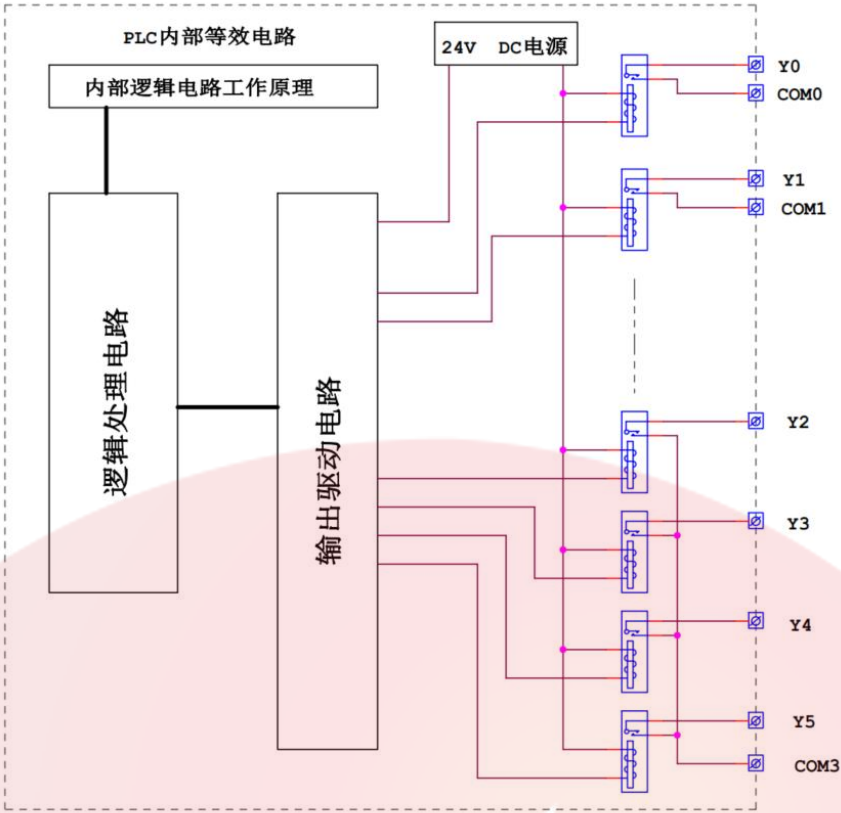 PLC内部等效电路
24V DC电源
内部逻辑电路工作原理
Y0
COM0
Y1
COM1
逻辑处理电路
输出驱动电路
Y2
Y3
Y4
Y5
COM3